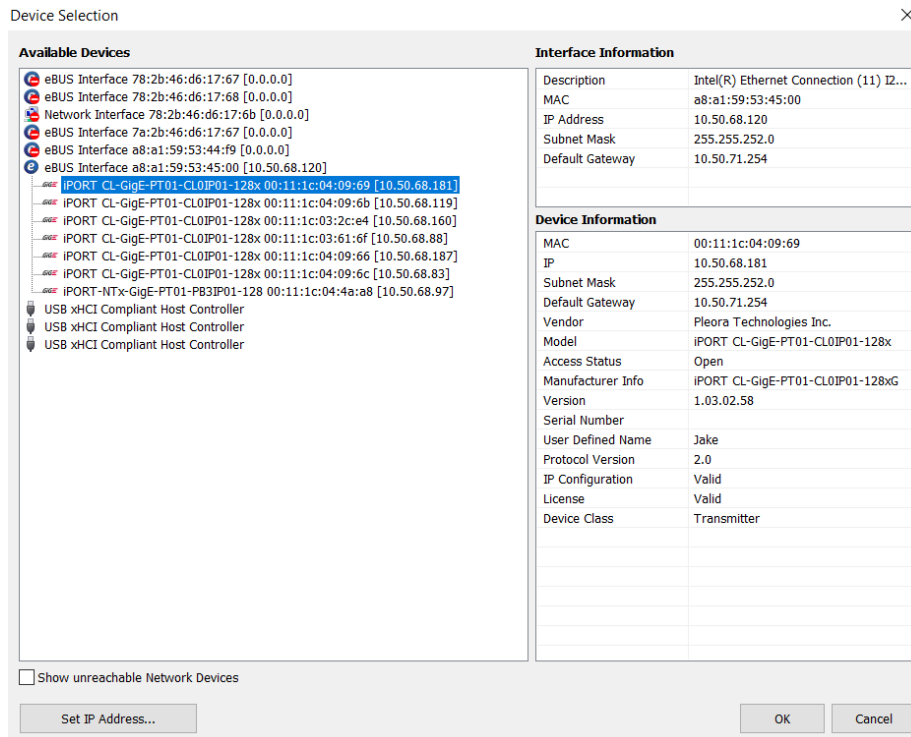 Device Selection
Available Devices
eBUS Interface 78:2b:46:d6:17:67 [0.0.0.0]
eBUS Interface 78:2b:46:d6:17:68 [0.0.0.0]
Network Interface 78:2b:46:d6:17:6b [0.0.0.0]
eBUS Interface 7a:2b:46:d6:17:67 [0.0.0.0]
eBUS Interface a8:a1:59:53:44:f9 [0.0.0.0]
eBUS Interface a8:a1:59:53:45:00 [10.50.68.120]
GIGE iPORT CL-GigE-PT01-CL0IP01-128x 00:11:1c:04:09:69 [10.50.68.181]
GIGE iPORT CL-GigE-PT01-CL0IP01-128x 00:11:1c:04:09:6b [10.50.68.119]
GIGE iPORT CL-GigE-PT01-CL0IP01-128x 00:11:1c:03:2c:e4 [10.50.68.160]
GIGE iPORT CL-GigE-PT01-CL0IP01-128x 00:11:1c:03:61:6f [10.50.68.88]
GIGE iPORT CL-GigE-PT01-CL0IP01-128x 00:11:1c:04:09:66 [10.50.68.187]
GIGE iPORT CL-GigE-PT01-CL0IP01-128x 00:11:1c:04:09:6c [10.50.68.83]
GIGE iPORT-NTx-GigE-PT01-PB3IP01-128 00:11:1c:04:4a:a8 [10.50.68.97]
USB xHCI Compliant Host Controller
USB xHCI Compliant Host Controller
USB xHCI Compliant Host Controller
Show unreachable Network Devices
Set IP Address...
Interface Information
Description Intel(R) Ethernet Connection (11) I2...
MAC a8:a1:59:53:45:00
IP Address 10.50.68.120
Subnet Mask 255.255.252.0
Default Gateway 10.50.71.254
Device Information
MAC 00:11:1c:04:09:69
IP 10.50.68.181
Subnet Mask 255.255.252.0
Default Gateway 10.50.71.254
Vendor Pleora Technologies Inc.
Model iPORT CL-GigE-PT01-CL0IP01-128x
Access Status Open
Manufacturer Info iPORT CL-GigE-PT01-CL0IP01-128xG
Version 1.03.02.58
Serial Number
User Defined Name Jake
Protocol Version 2.0
IP Configuration Valid
License Valid
Device Class Transmitter
OK
Cancel